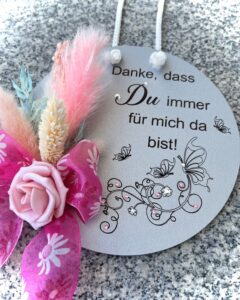 Danke, dass
Du immer
für mich da
bist!